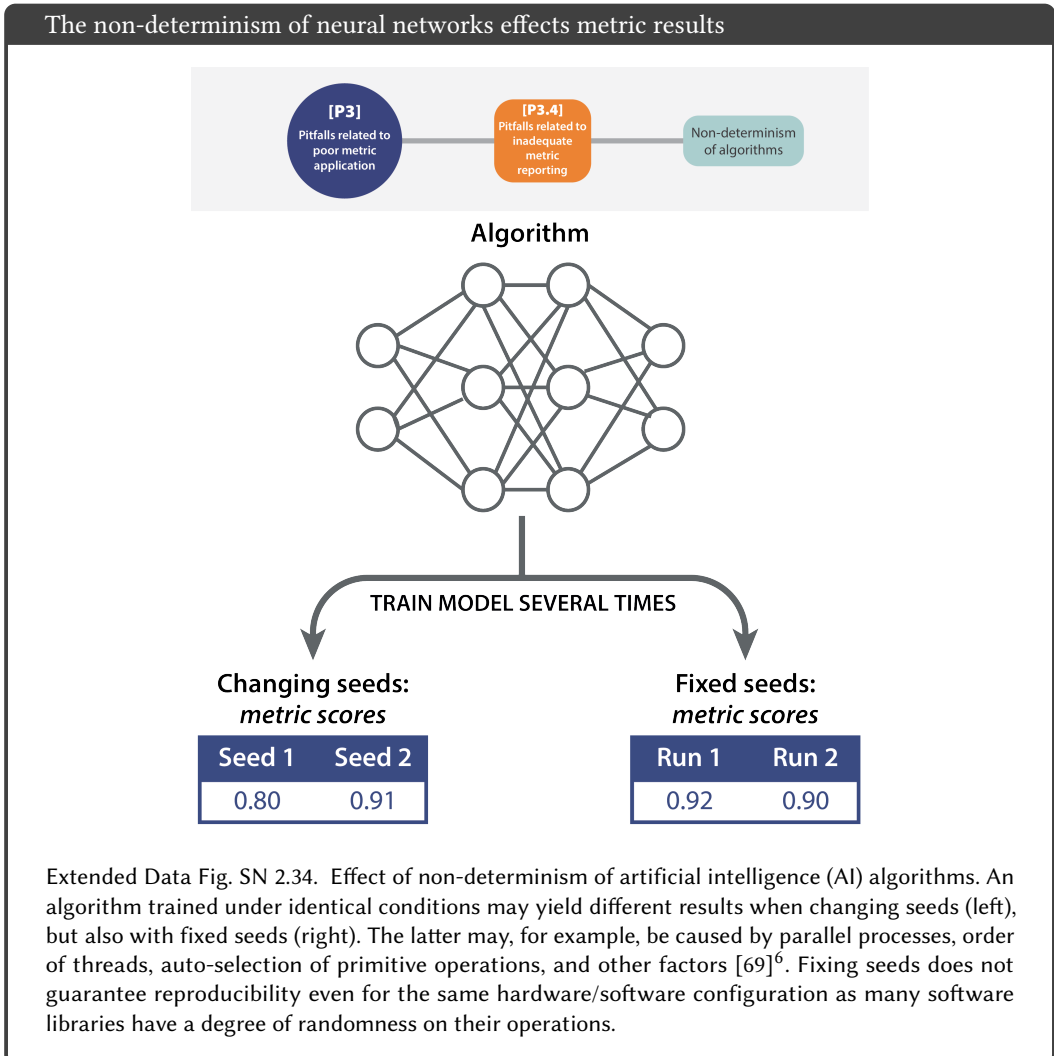 The non-determinism of neural networks effects metric results
[P3]
Pitfalls related to
poor metric
application
[P3.4]
Pitfalls related to
inadequate
metric
reporting
Non-determinism
of algorithms
Algorithm
TRAIN MODEL SEVERAL TIMES
Changing seeds:
metric scores
Seed 1 Seed 2
0.80 0.91
Fixed seeds:
metric scores
Run 1 Run 2
0.92 0.90
Extended Data Fig. SN 2.34. Effect of non-determinism of artificial intelligence (AI) algorithms. An
algorithm trained under identical conditions may yield different results when changing seeds (left),
but also with fixed seeds (right). The latter may, for example, be caused by parallel processes, order
of threads, auto-selection of primitive operations, and other factors [69]⁶. Fixing seeds does not
guarantee reproducibility even for the same hardware/software configuration as many software
libraries have a degree of randomness on their operations.